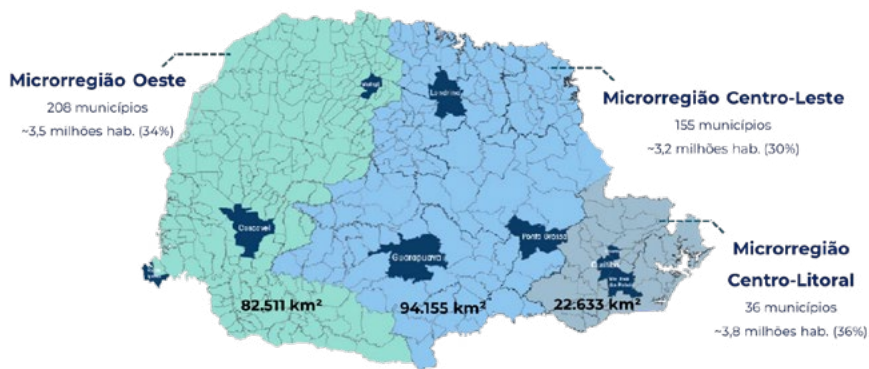 Microrregião Oeste
208 municípios
~3,5 milhões hab. (34%)
Londrina
Microrregião Centro-Leste
155 municípios
~3,2 milhões hab. (30%)
Cascavel
Guarapuava
Ponta Grossa
Microrregião
Centro-Litoral
36 municípios
~3,8 milhões hab. (36%)
82.511 km²
94.155 km²
22.633 km²